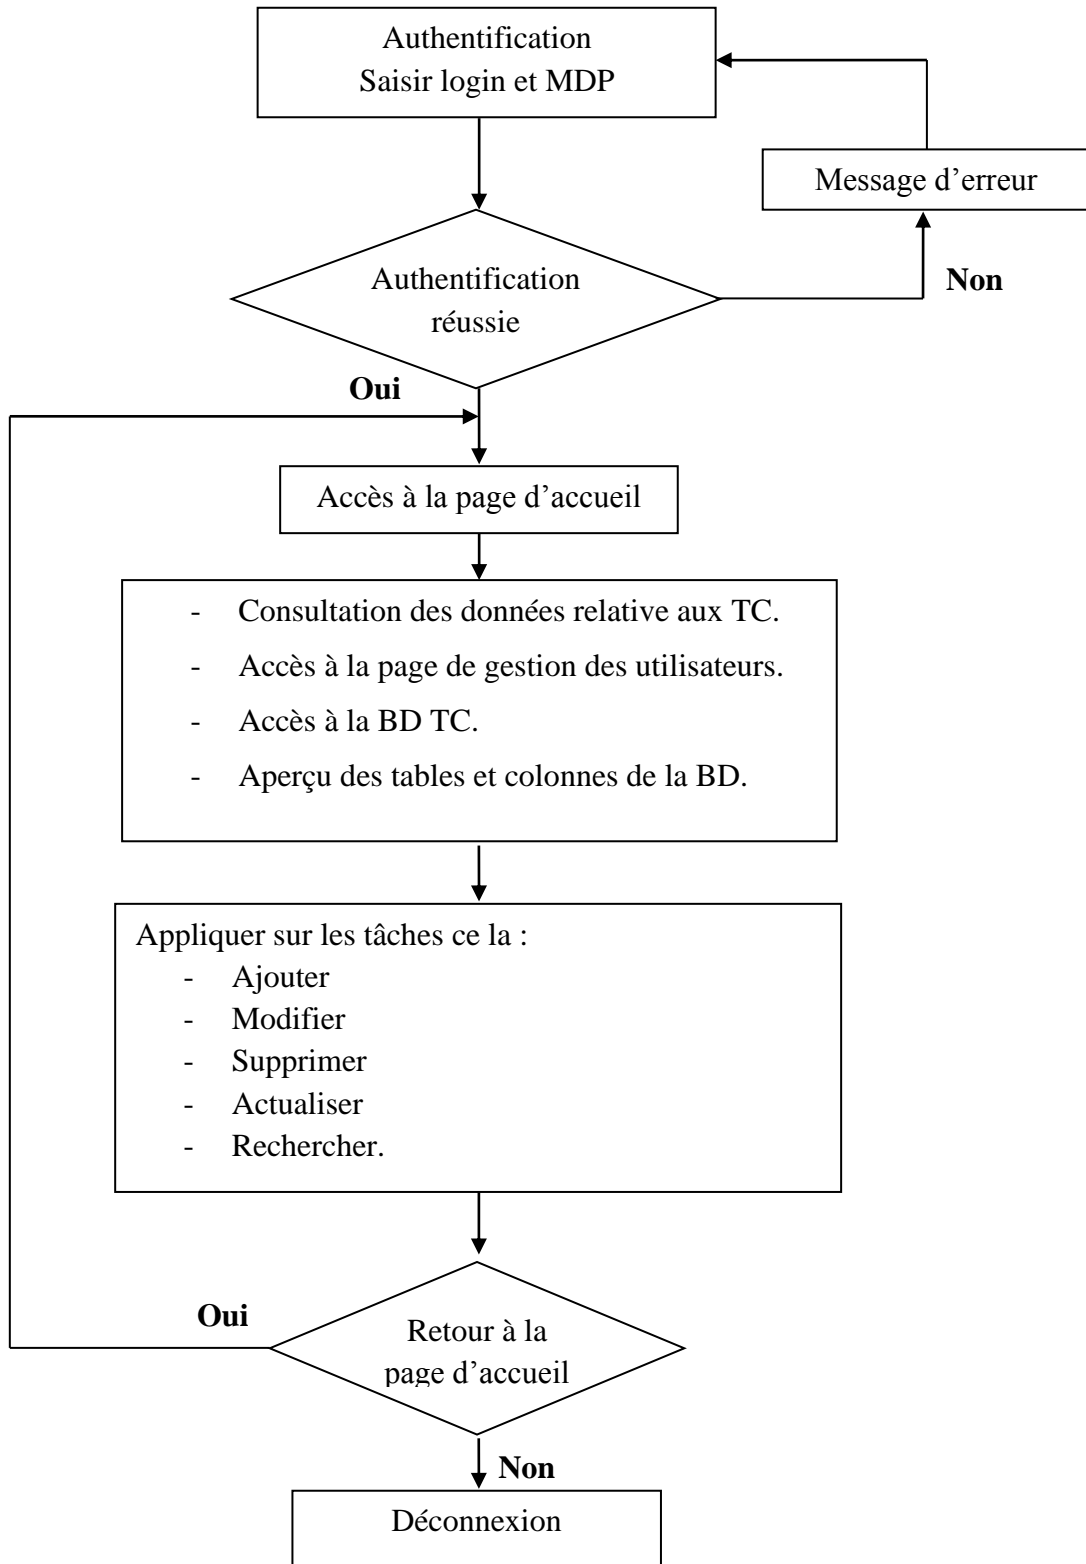 Authentification
Saisir login et MDP
Message d’erreur
Authentification
réussie
Non
Oui
Accès à la page d’accueil
- Consultation des données relative aux TC.
- Accès à la page de gestion des utilisateurs.
- Accès à la BD TC.
- Aperçu des tables et colonnes de la BD.
Appliquer sur les tâches ce la :
- Ajouter
- Modifier
- Supprimer
- Actualiser
- Rechercher.
Oui
Retour à la
page d’accueil
Non
Déconnexion